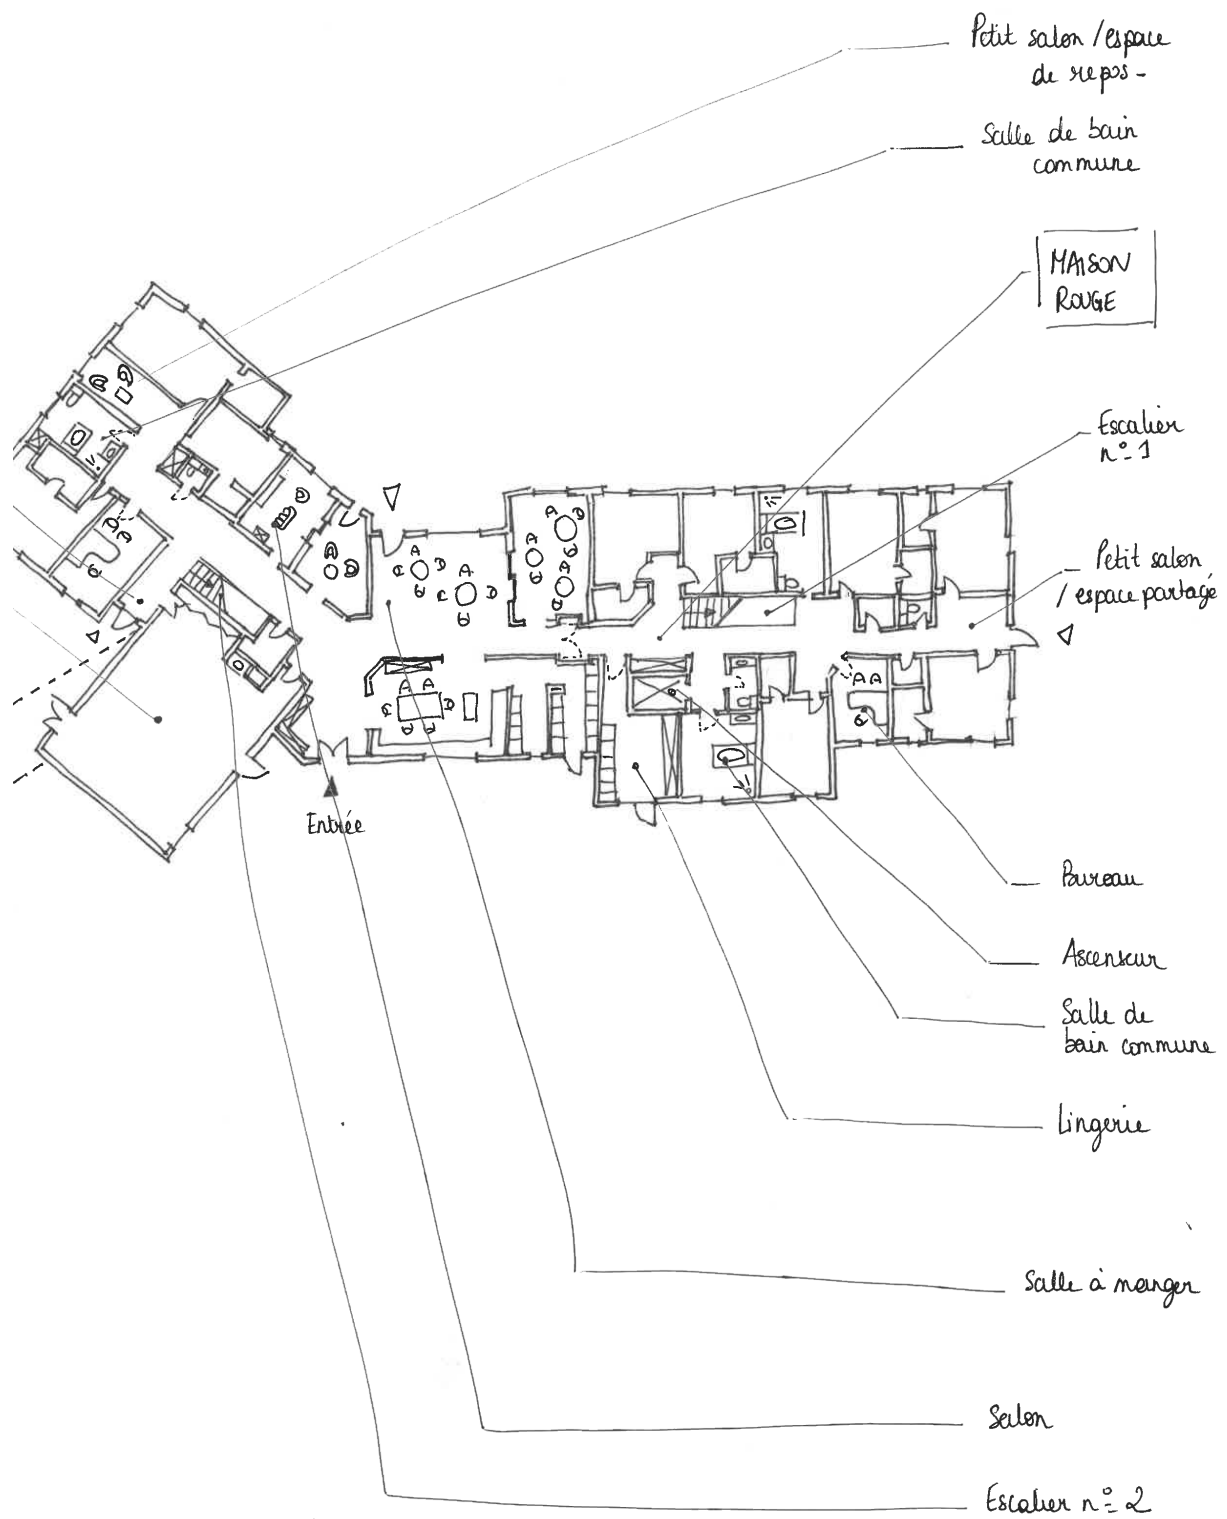 Petit salon / espace
de repos -
Salle de bain
commune
MAISON
ROUGE
Escalier
n° 1
Petit salon
/ espace partagé
Entrée
Bureau
Ascenseur
Salle de
bain commune
Lingerie
Salle à manger
Salon
Escalier n° 2